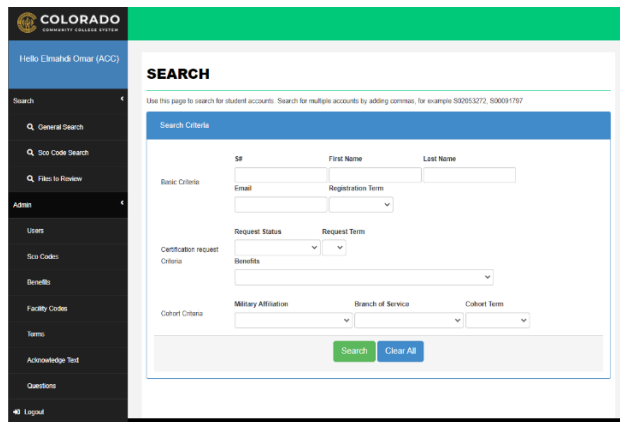 COLORADO
COMMUNITY COLLEGE SYSTEM
Hello Elmahdi Omar (ACC)
Search
General Search
Sco Code Search
Files to Review
Admin
Users
Sco Codes
Benefits
Facility Codes
Terms
Acknowledge Text
Questions
Logout
SEARCH
Use this page to search for student accounts. Search for multiple accounts by adding commas, for example S02053272, S00091797
Search Criteria
Basic Criteria
S# First Name Last Name
Email Registration Term
Certification request
Criteria
Request Status Request Term
Benefits
Cohort Criteria
Military Affiliation Branch of Service Cohort Term
Search Clear All